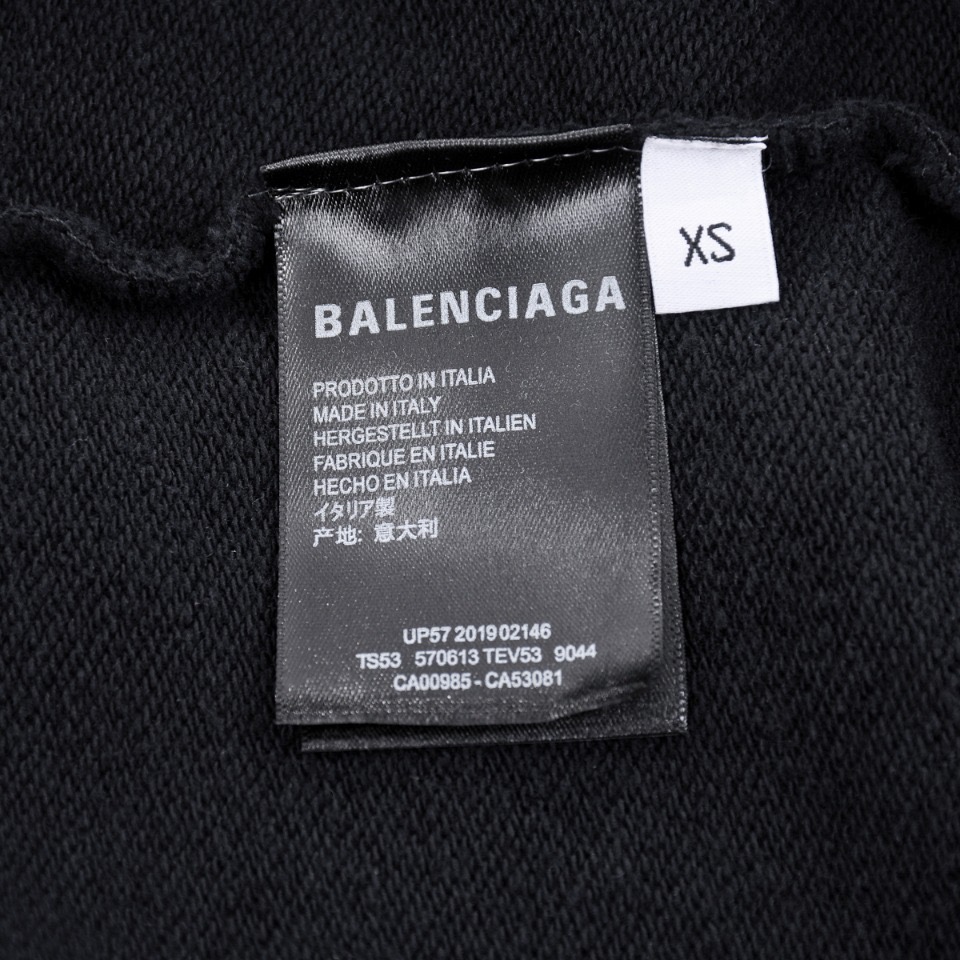 BALENCIAGA
XS
PRODOTTO IN ITALIA
MADE IN ITALY
HERGESTELLT IN ITALIEN
FABRIQUE EN ITALIE
HECHO EN ITALIA
イタリア製
产地: 意大利
UP57 2019 02146
TS53 570613 TEV53 9044
CA00985 - CA53081